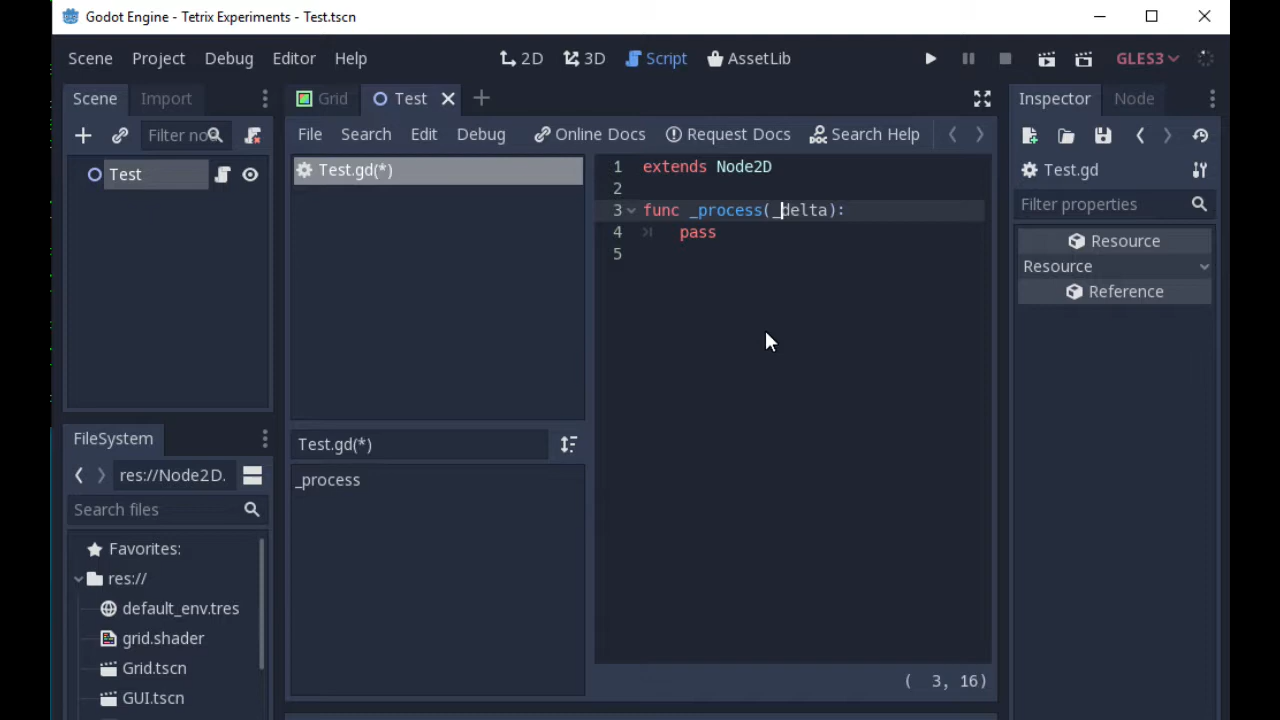 Godot Engine - Tetrix Experiments - Test.tscn
Scene Project Debug Editor Help 2D 3D Script AssetLib GLES3
Scene Import
Filter no
Test
Grid Test
File Search Edit Debug Online Docs Request Docs Search Help
Test.gd(*)
Test.gd(*)
_process
1 extends Node2D
2
3 func _process(_delta):
4 pass
5
( 3, 16)
Inspector Node
Test.gd
Filter properties
Resource
Resource
Reference
FileSystem
res://Node2D.
Search files
Favorites:
res://
default_env.tres
grid.shader
Grid.tscn
GUI.tscn